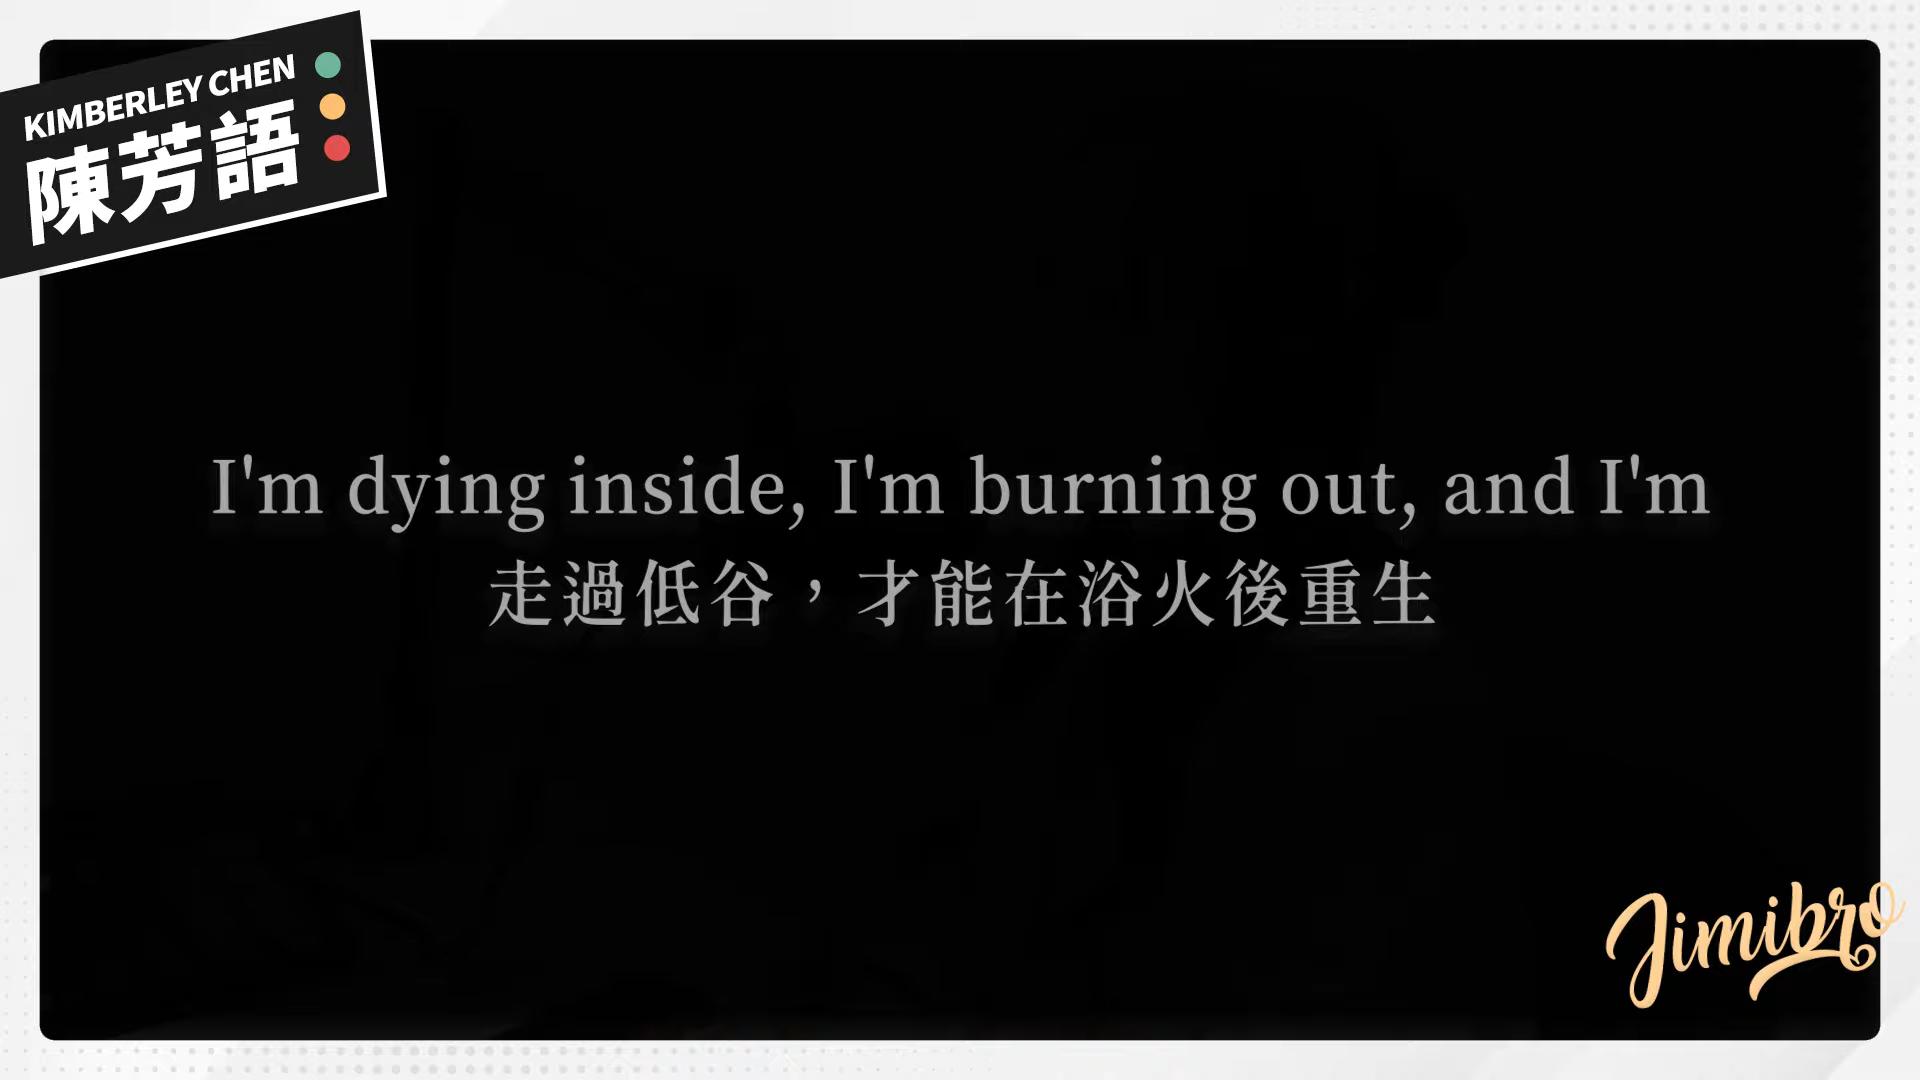 KIMBERLEY CHEN
陳芳語
I'm dying inside, I'm burning out, and I'm
走過低谷，才能在浴火後重生
Jimibro